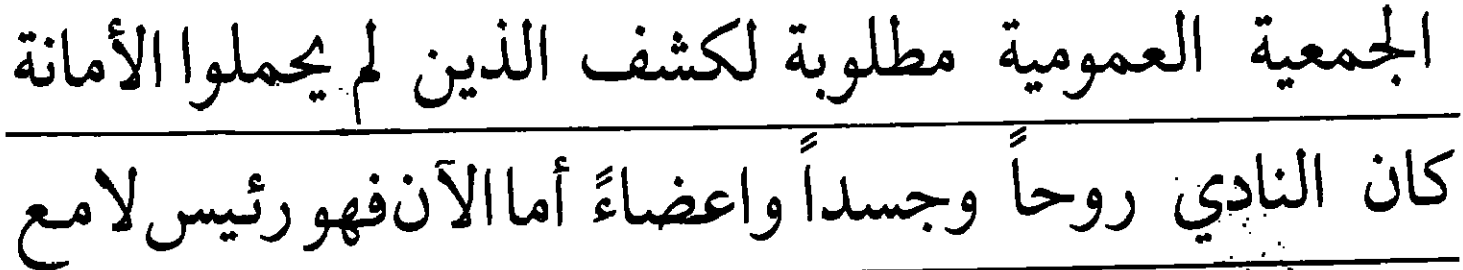 الجمعية العمومية مطلوبة لكشف الذين لم يحملوا الأمانة
كان النادي روحاً وجسداً واعضاءً أما الآن فهو رئيس لامع